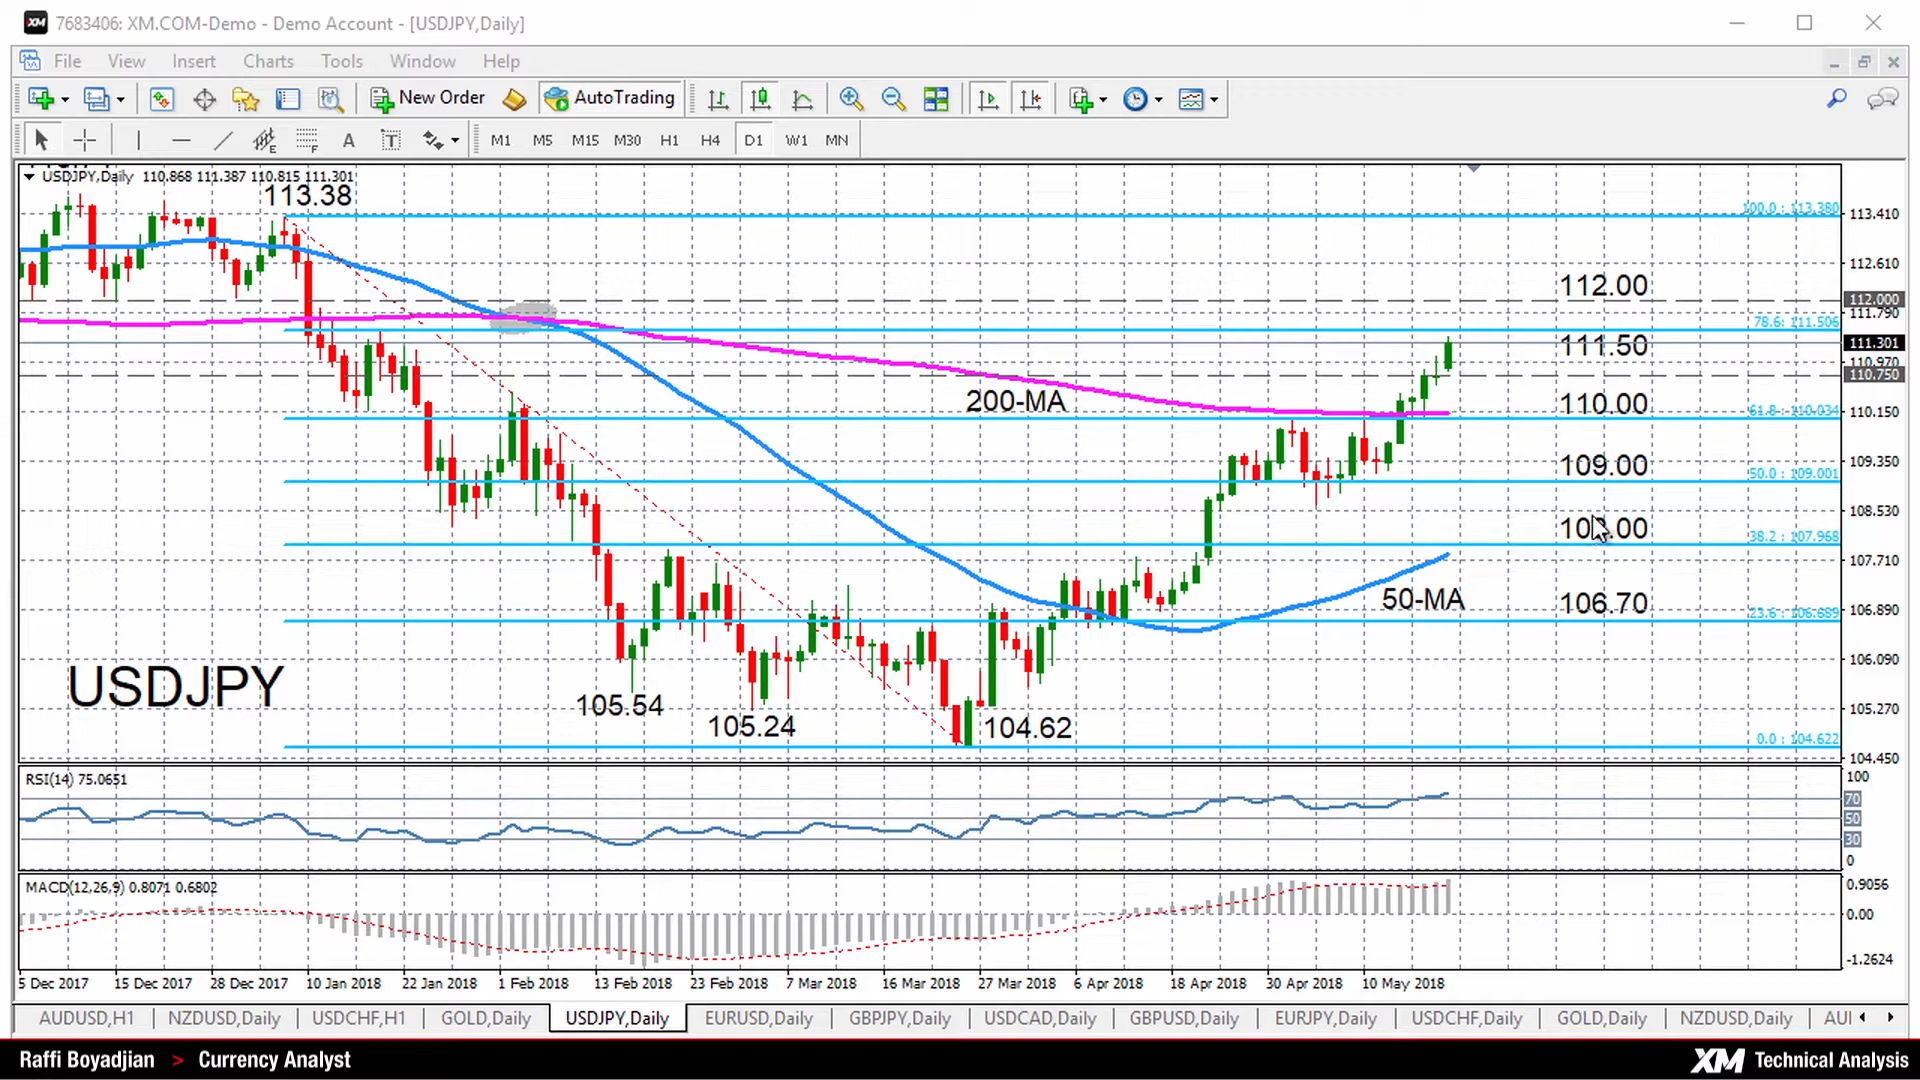 XM 7683406: XM.COM-Demo - Demo Account - [USDJPY,Daily]
File View Insert Charts Tools Window Help
New Order AutoTrading
A T M1 M5 M15 M30 H1 H4 D1 W1 MN
USDJPY,Daily 110.868 111.387 110.815 111.301
113.38
100.0 : 113.380
113.410
112.610
112.00
112.000
111.790
78.6: 111.506
111.301
111.50
110.970
110.750
200-MA
110.00
61.8 : 110.034
110.150
109.350
109.00
50.0 : 109.001
108.530
38.2 : 107.968
107.710
50-MA
106.70
106.890
23.6 : 106.689
106.090
USDJPY
105.54
105.24
104.62
105.270
0.0 : 104.622
104.450
RSI(14) 75.0651
100
70
50
30
0
MACD(12,26,9) 0.8071 0.6802
0.9056
0.00
-1.2624
5 Dec 2017 15 Dec 2017 28 Dec 2017 10 Jan 2018 22 Jan 2018 1 Feb 2018 13 Feb 2018 23 Feb 2018 7 Mar 2018 16 Mar 2018 27 Mar 2018 6 Apr 2018 18 Apr 2018 30 Apr 2018 10 May 2018
AUDUSD,H1 NZDUSD,Daily USDCHF,H1 GOLD,Daily USDJPY,Daily EURUSD,Daily GBPJPY,Daily USDCAD,Daily GBPUSD,Daily EURJPY,Daily USDCHF,Daily GOLD,Daily NZDUSD,Daily
Raffi Boyadjian > Currency Analyst XM Technical Analysis